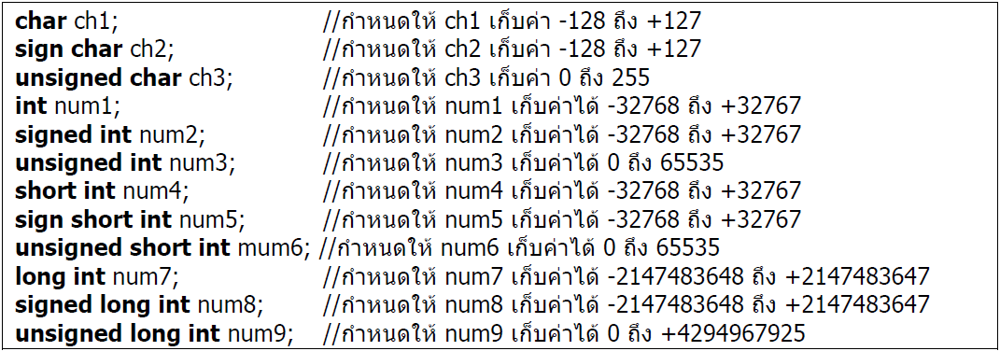 char ch1; //กำหนดให้ ch1 เก็บค่า -128 ถึง +127
sign char ch2; //กำหนดให้ ch2 เก็บค่า -128 ถึง +127
unsigned char ch3; //กำหนดให้ ch3 เก็บค่า 0 ถึง 255
int num1; //กำหนดให้ num1 เก็บค่าได้ -32768 ถึง +32767
signed int num2; //กำหนดให้ num2 เก็บค่าได้ -32768 ถึง +32767
unsigned int num3; //กำหนดให้ num3 เก็บค่าได้ 0 ถึง 65535
short int num4; //กำหนดให้ num4 เก็บค่าได้ -32768 ถึง +32767
sign short int num5; //กำหนดให้ num5 เก็บค่าได้ -32768 ถึง +32767
unsigned short int mum6; //กำหนดให้ num6 เก็บค่าได้ 0 ถึง 65535
long int num7; //กำหนดให้ num7 เก็บค่าได้ -2147483648 ถึง +2147483647
signed long int num8; //กำหนดให้ num8 เก็บค่าได้ -2147483648 ถึง +2147483647
unsigned long int num9; //กำหนดให้ num9 เก็บค่าได้ 0 ถึง +4294967925